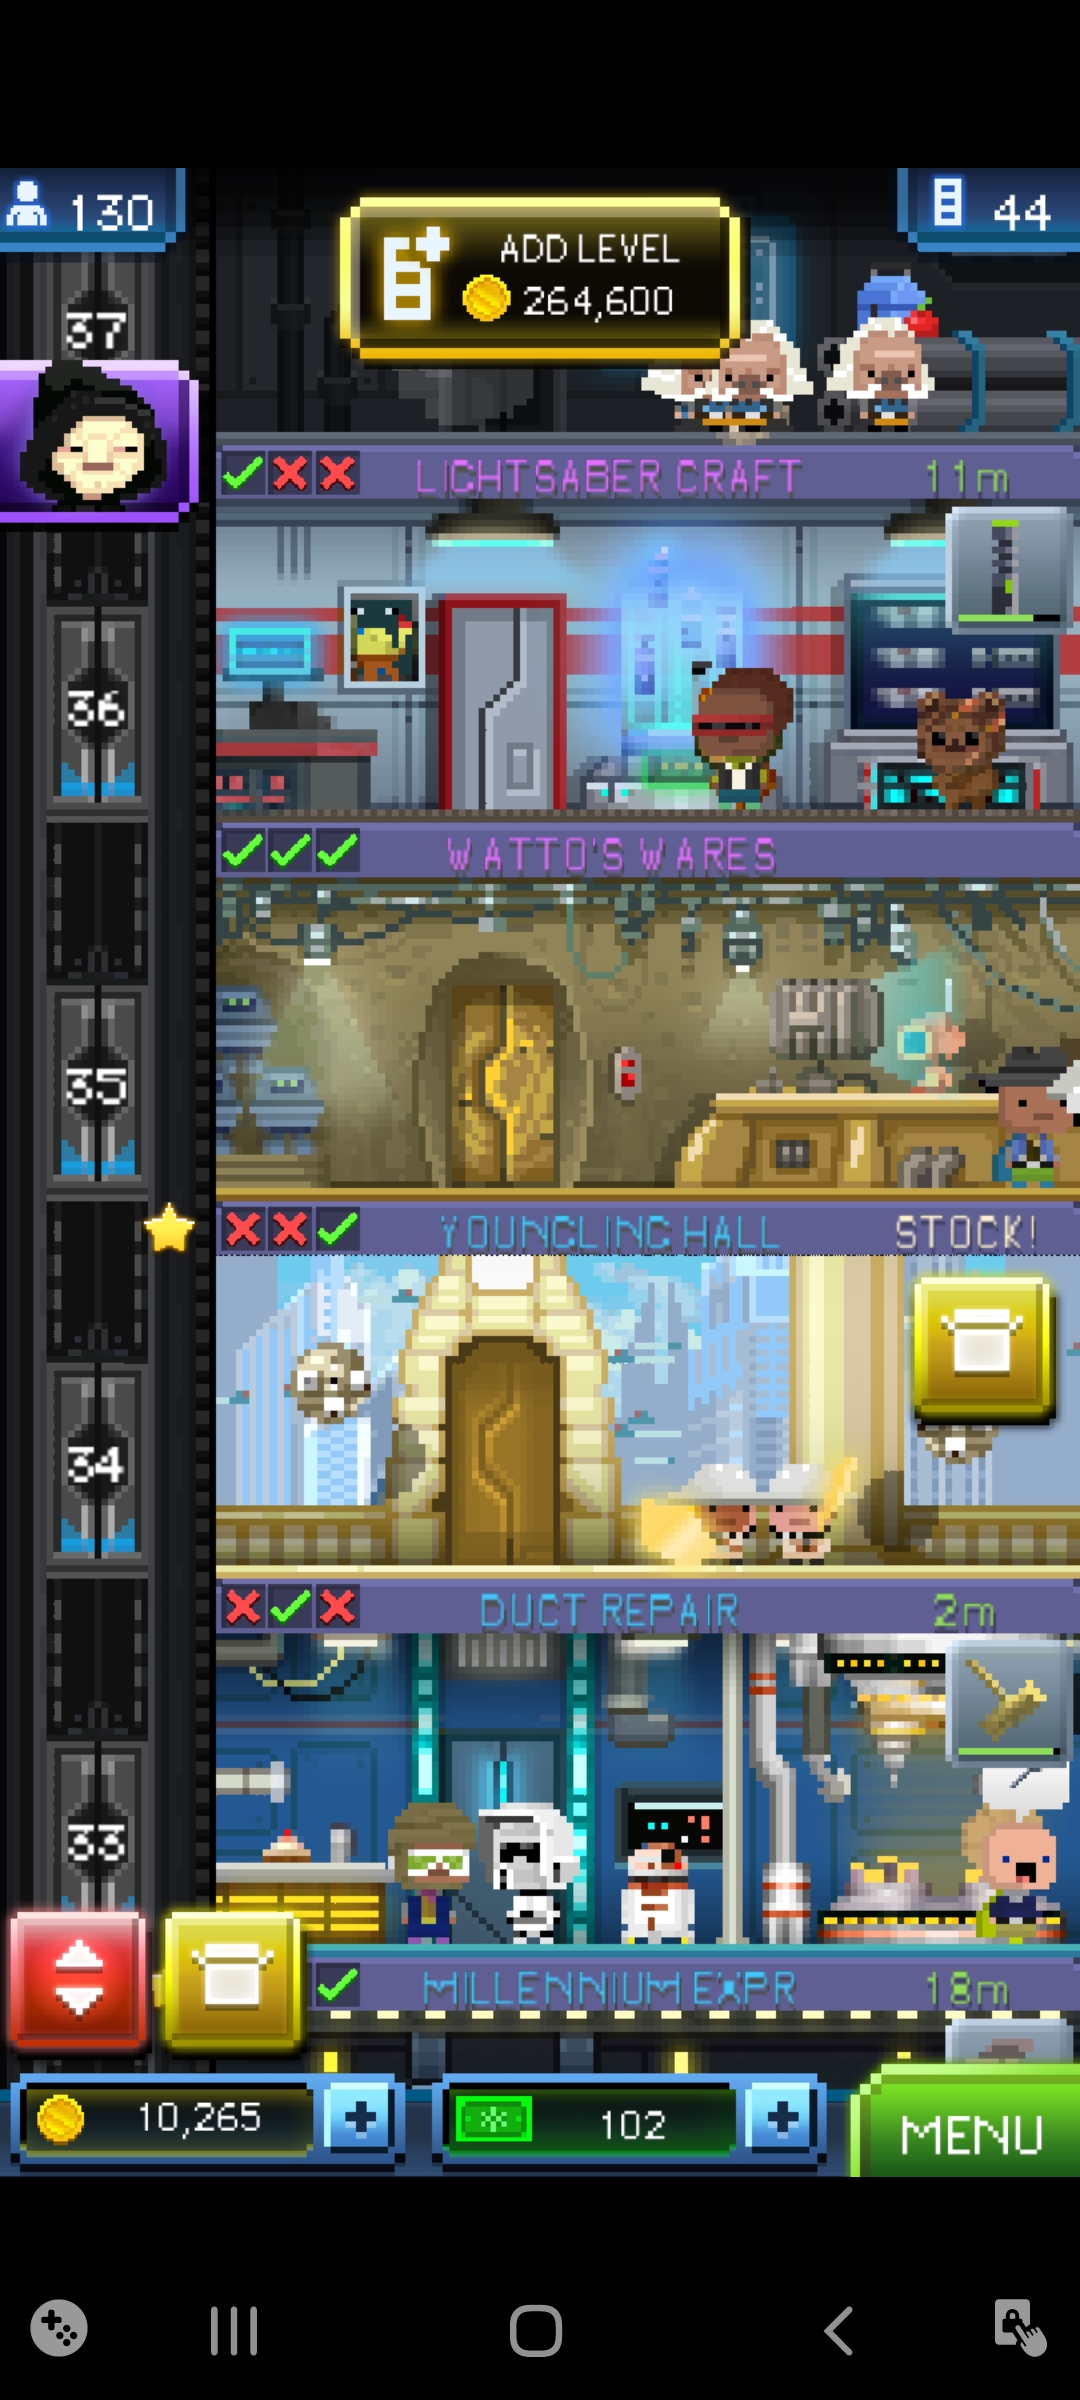 130
ADD LEVEL
264,600
44
37
LIGHTSABER CRAFT 11m
36
WATTO'S WARES
35
YOUNGLING HALL STOCK!
34
DUCT REPAIR 2m
33
MILLENNIUM EXPR 18m
10,265
102
MENU